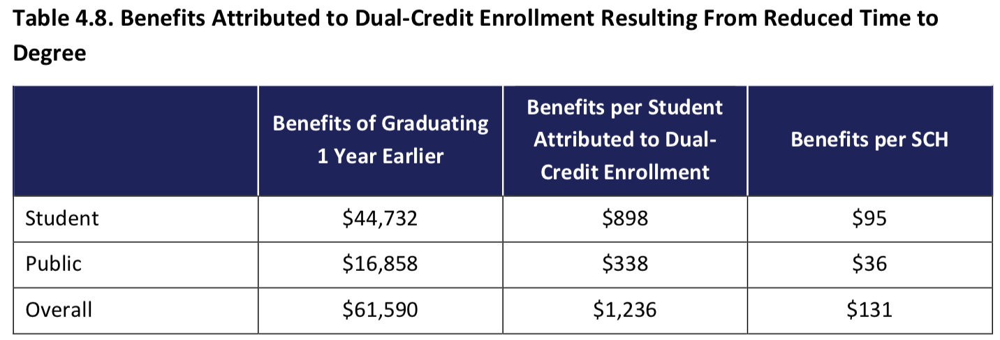 Table 4.8. Benefits Attributed to Dual-Credit Enrollment Resulting From Reduced Time to
Degree
Benefits of Graduating
1 Year Earlier
Benefits per Student
Attributed to Dual-
Credit Enrollment
Benefits per SCH
Student $44,732 $898 $95
Public $16,858 $338 $36
Overall $61,590 $1,236 $131